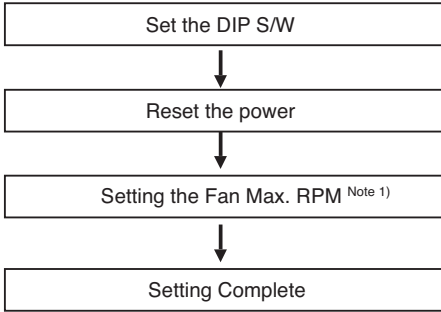 Set the DIP S/W
Reset the power
Setting the Fan Max. RPM Note 1)
Setting Complete